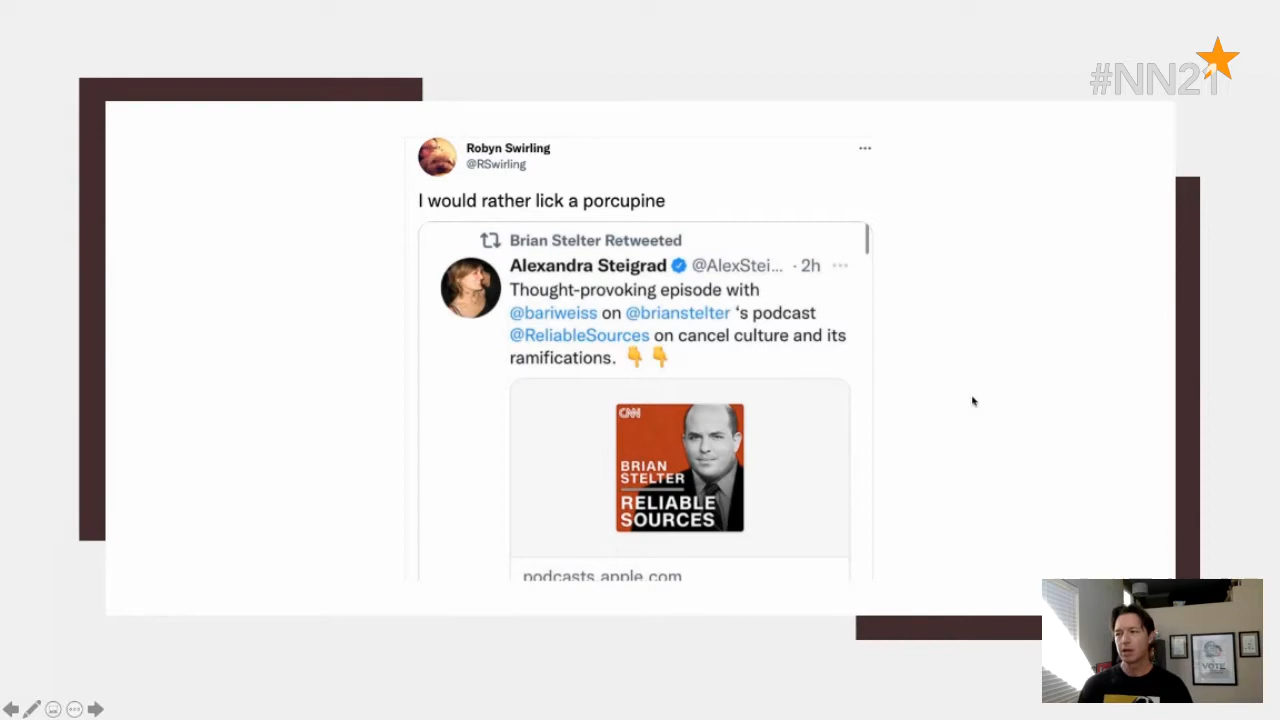 #NN21
Robyn Swirling
@RSwirling
I would rather lick a porcupine
Brian Stelter Retweeted
Alexandra Steigrad @AlexStei... · 2h
Thought-provoking episode with
@bariweiss on @brianstelter ‘s podcast
@ReliableSources on cancel culture and its
ramifications. 👇👇
CNN
BRIAN
STELTER
RELIABLE
SOURCES
podcasts.apple.com
VOTE